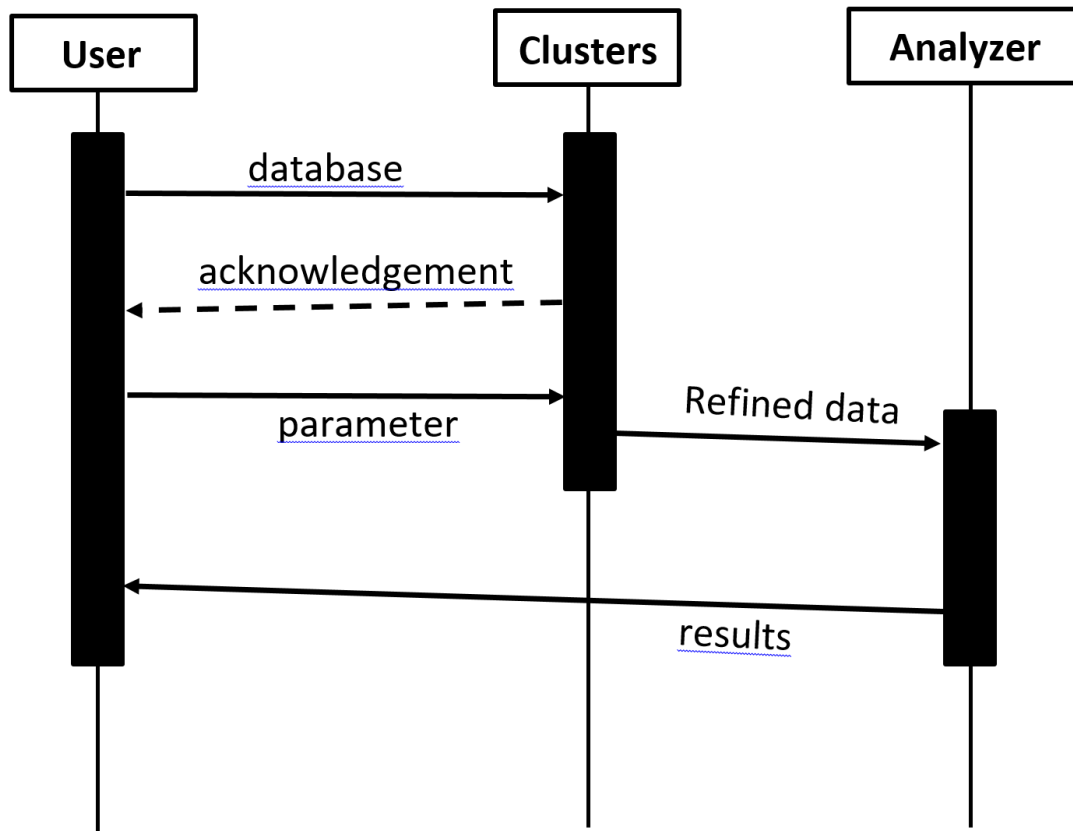 User
Clusters
Analyzer
database
acknowledgement
parameter
Refined data
results